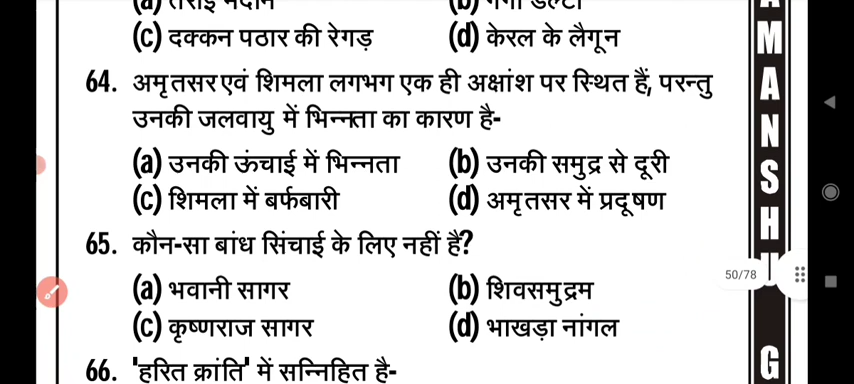 (a) तराई मैदान (b) गंगा डेल्टा
(c) दक्कन पठार की रेगड़ (d) केरल के लैगून
64. अमृतसर एवं शिमला लगभग एक ही अक्षांश पर स्थित हैं, परन्तु
उनकी जलवायु में भिन्नता का कारण है-
(a) उनकी ऊंचाई में भिन्नता (b) उनकी समुद्र से दूरी
(c) शिमला में बर्फबारी (d) अमृतसर में प्रदूषण
65. कौन-सा बांध सिंचाई के लिए नहीं है?
(a) भवानी सागर (b) शिवसमुद्रम
(c) कृष्णराज सागर (d) भाखड़ा नांगल
66. 'हरित क्रांति' में सन्निहित है-
AMANSHU G
50/78